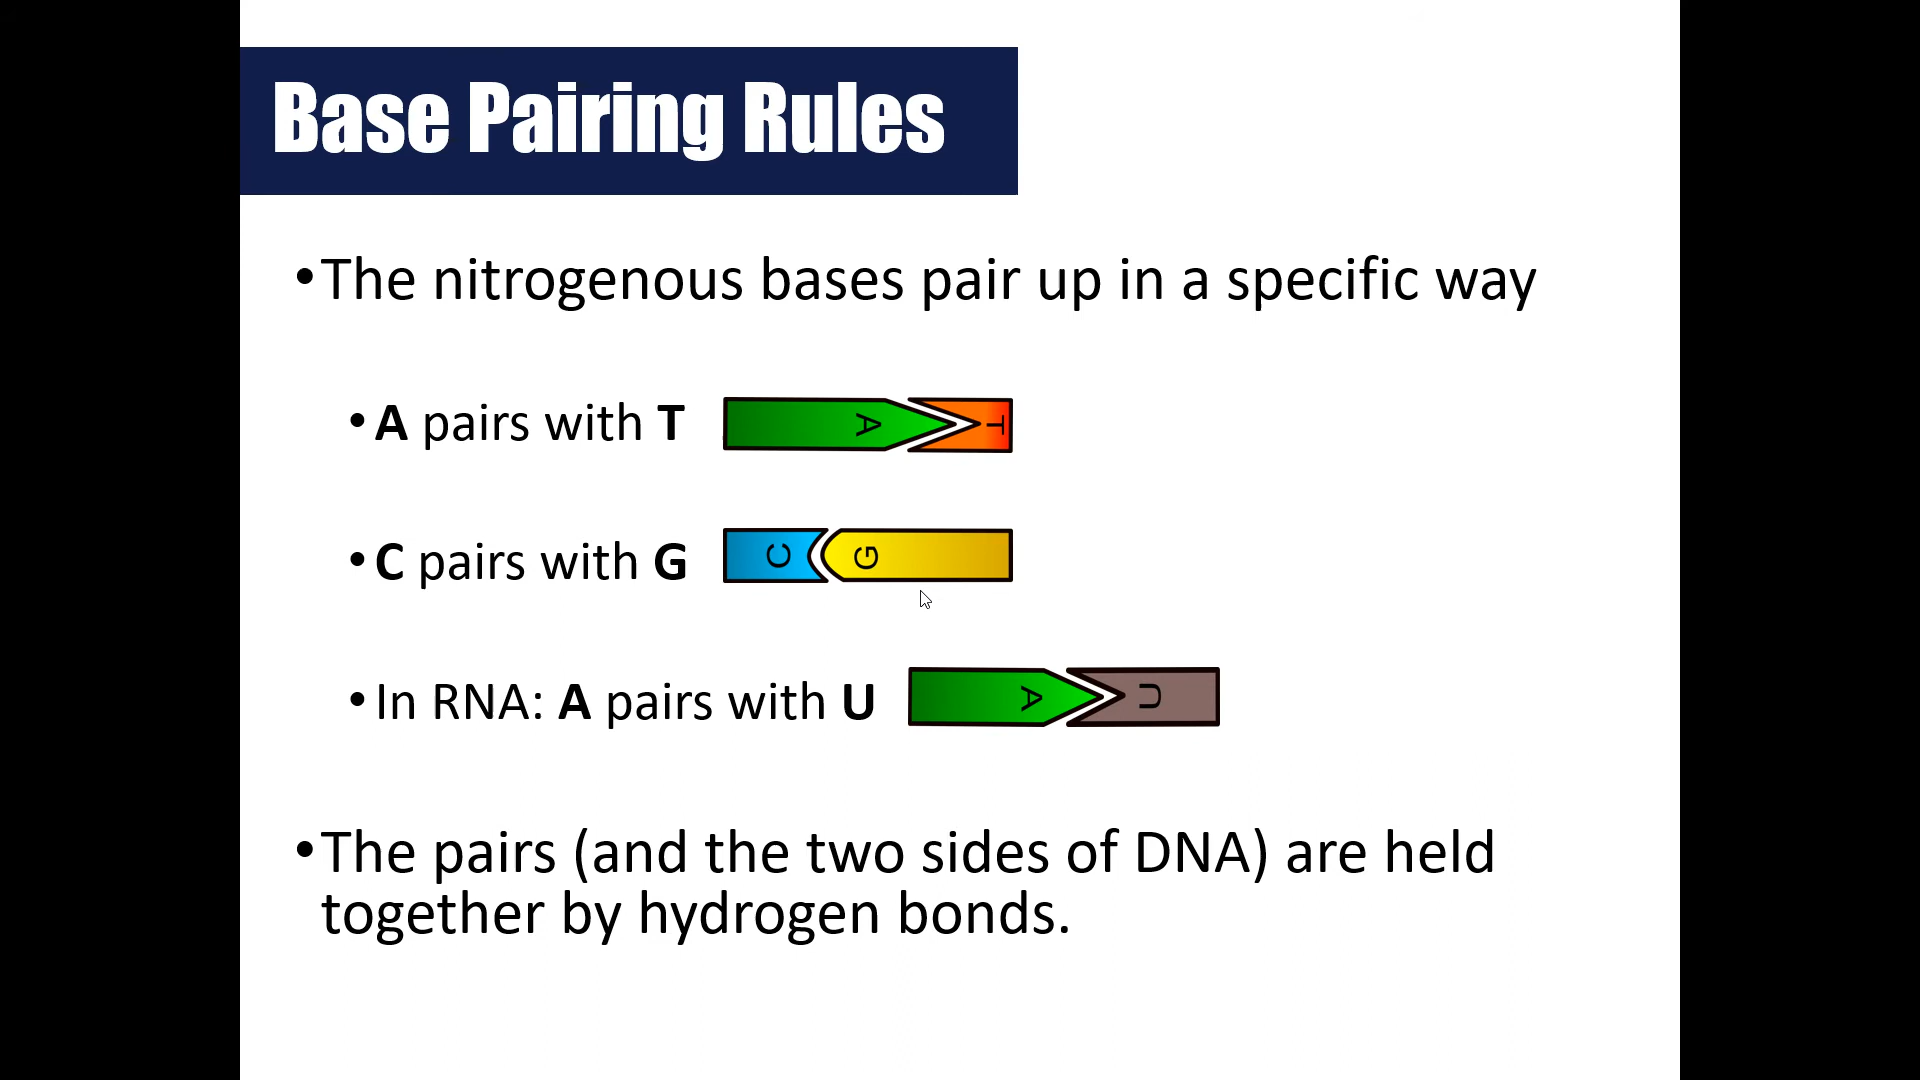 Base Pairing Rules
•The nitrogenous bases pair up in a specific way
•A pairs with T
A T
•C pairs with G
C G
•In RNA: A pairs with U
A U
•The pairs (and the two sides of DNA) are held
together by hydrogen bonds.